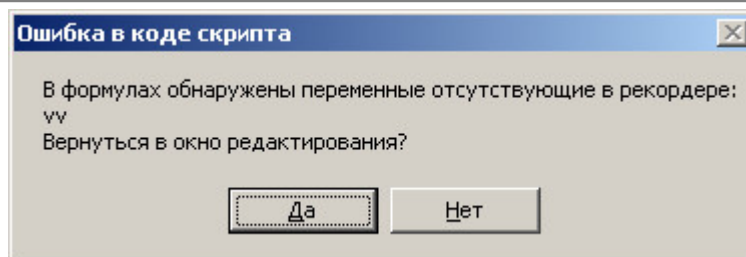 Ошибка в коде скрипта
В формулах обнаружены переменные отсутствующие в рекордере:
vv
Вернуться в окно редактирования?
Да
Нет